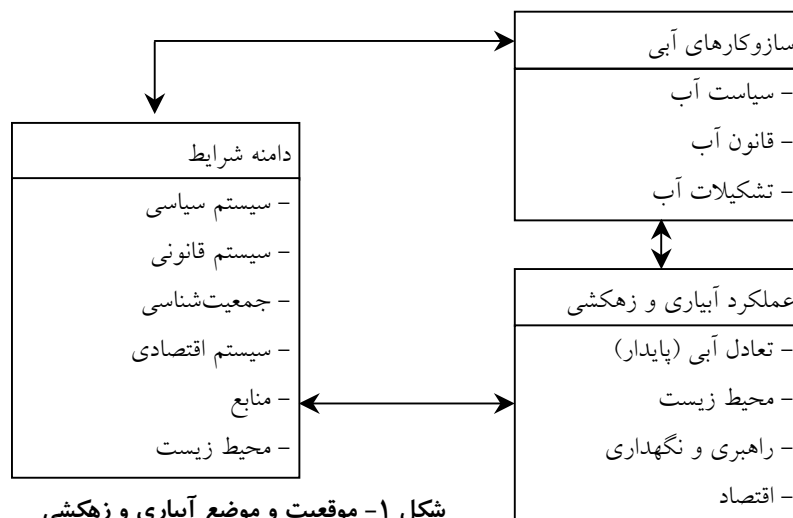 سازوکارهای آبی
- سیاست آب
- قانون آب
- تشکیلات آب
دامنه شرایط
- سیستم سیاسی
- سیستم قانونی
- جمعیت‌شناسی
- سیستم اقتصادی
- منابع
- محیط زیست
عملکرد آبیاری و زهکشی
- تعادل آبی (پایدار)
- محیط زیست
- راهبری و نگهداری
- اقتصاد
شکل ۱- موقعیت و موضع آبیاری و زهکشی